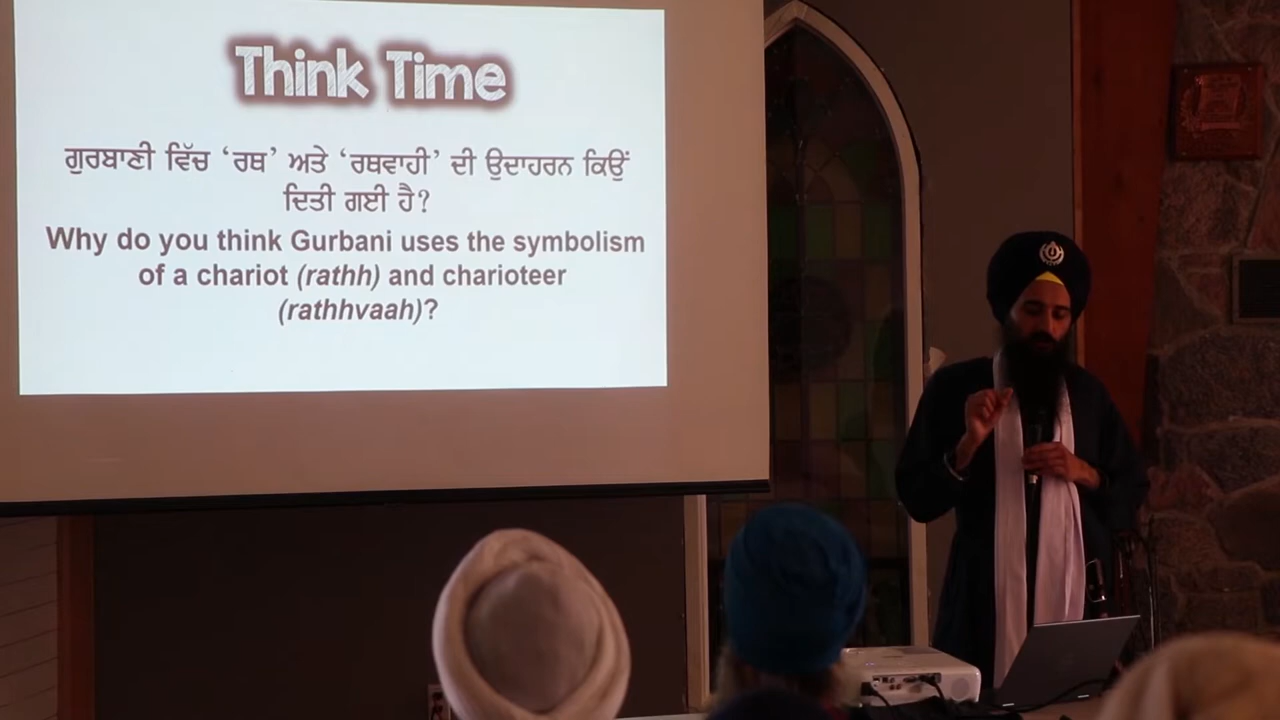 Think Time
ਗੁਰਬਾਣੀ ਵਿੱਚ ‘ਰਥ’ ਅਤੇ ‘ਰਥਵਾਹੀ’ ਦੀ ਉਦਾਹਰਨ ਕਿਉਂ
ਦਿਤੀ ਗਈ ਹੈ?
Why do you think Gurbani uses the symbolism
of a chariot (rathh) and charioteer
(rathhvaah)?